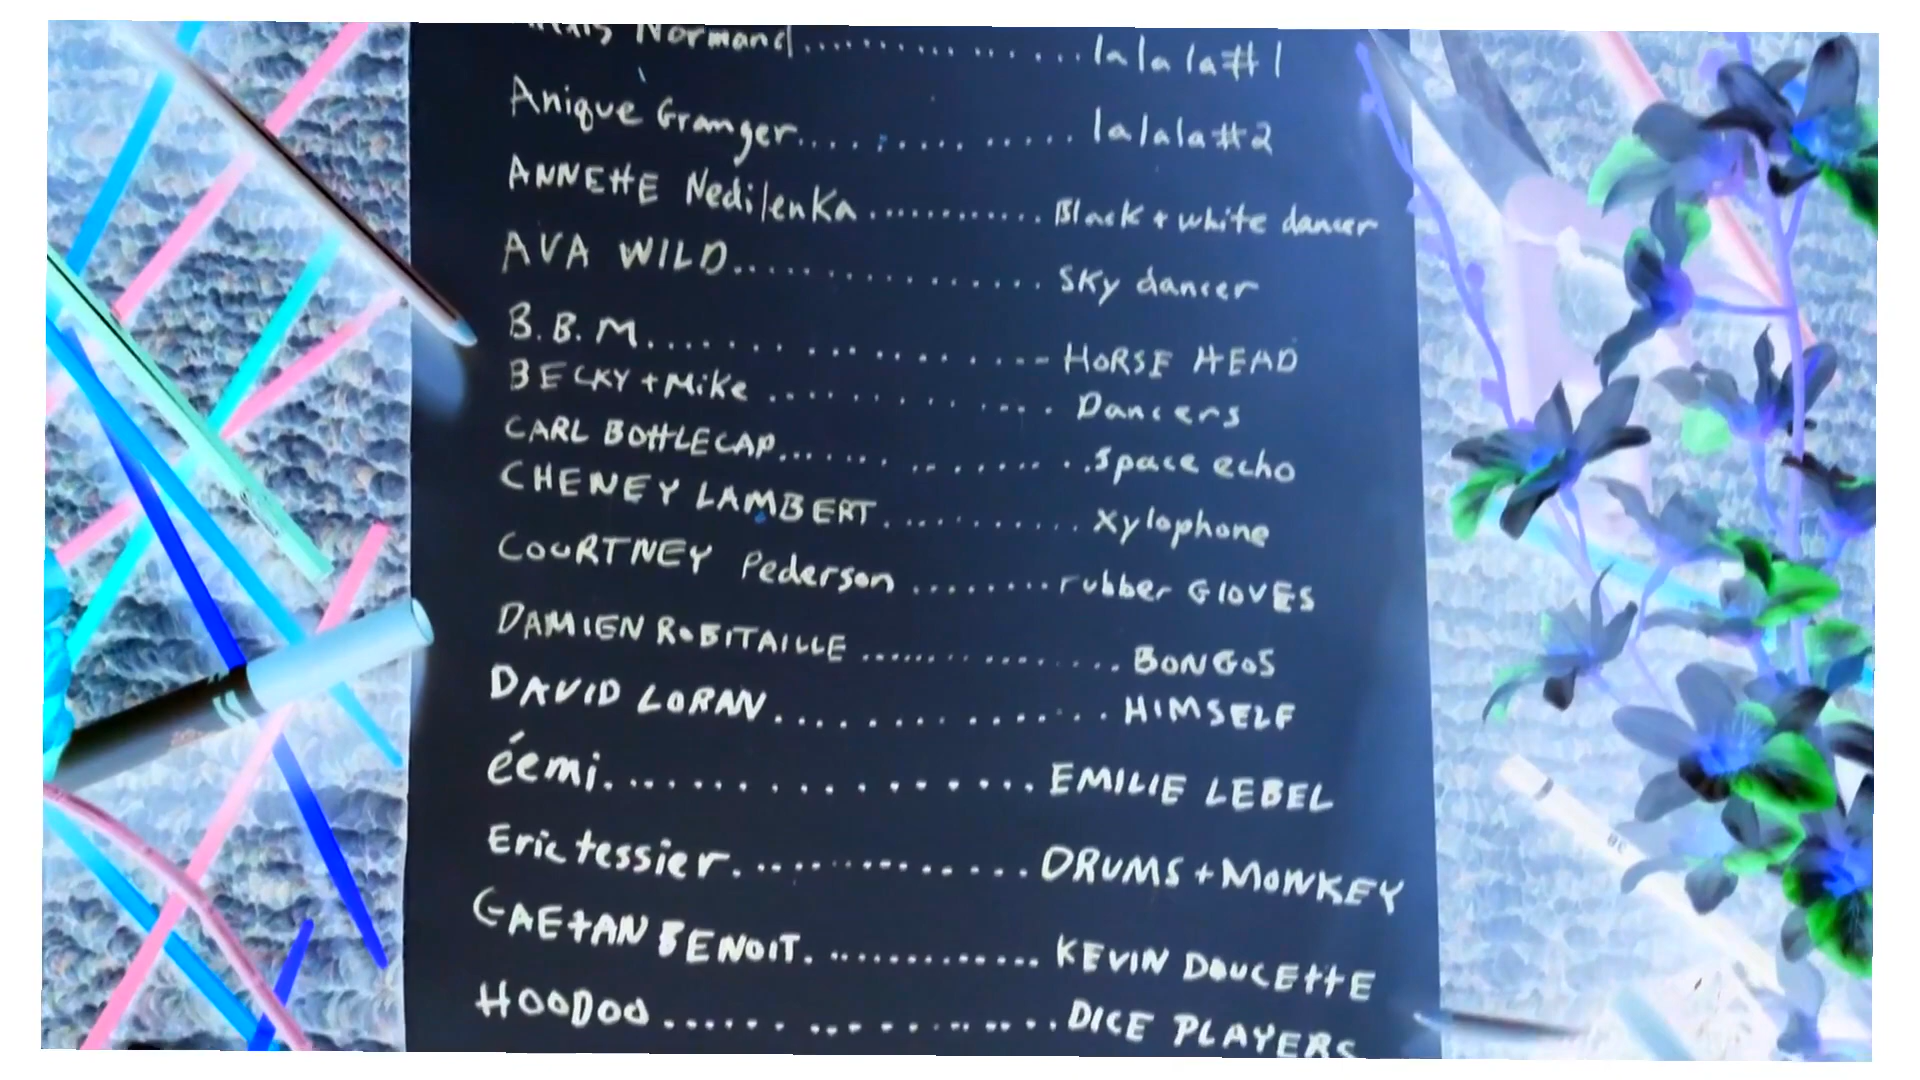 Normand.................lalala#1
Anique Granger..................lalala#2
ANNETTE Nedilenka............Black + white dancer
AVA WILD..................Sky dancer
B.B.M..................--HORSE HEAD
BECKY + Mike .................Dancers
CARL BOTTLECAP..................space echo
CHENEY LAMBERT.............xylophone
COURTNEY Pederson .........rubber GLOVES
DAMIEN ROBITAILLE ................BONGOS
DAVID LORAN..................HIMSELF
éemi..................EMILIE LEBEL
Eric tessier..................DRUMS + MONKEY
GAETAN BENOIT..............KEVIN DOUCETTE
HOODOO ..................DICE PLAYERS